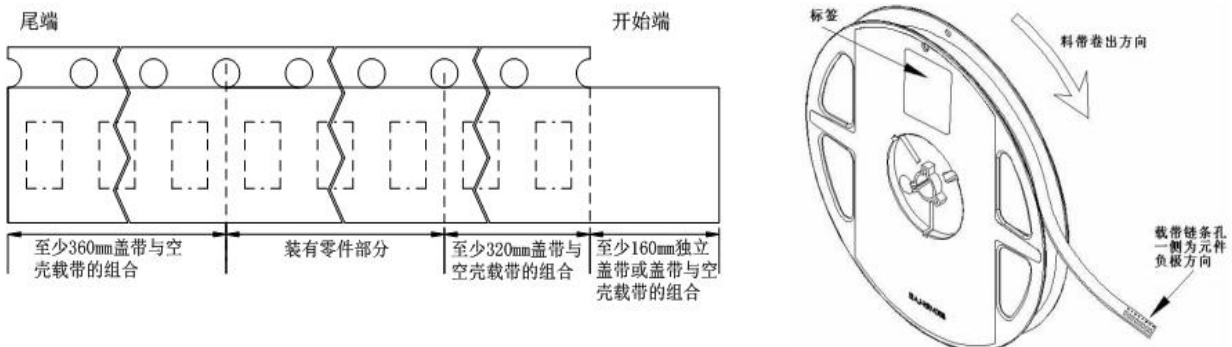 尾端
开始端
至少360mm盖带与空
壳载带的组合
装有零件部分
至少320mm盖带与
空壳载带的组合
至少160mm独立
盖带或盖带与空
壳载带的组合
标签
料带卷出方向
载带链条孔
一侧为元件
负极方向